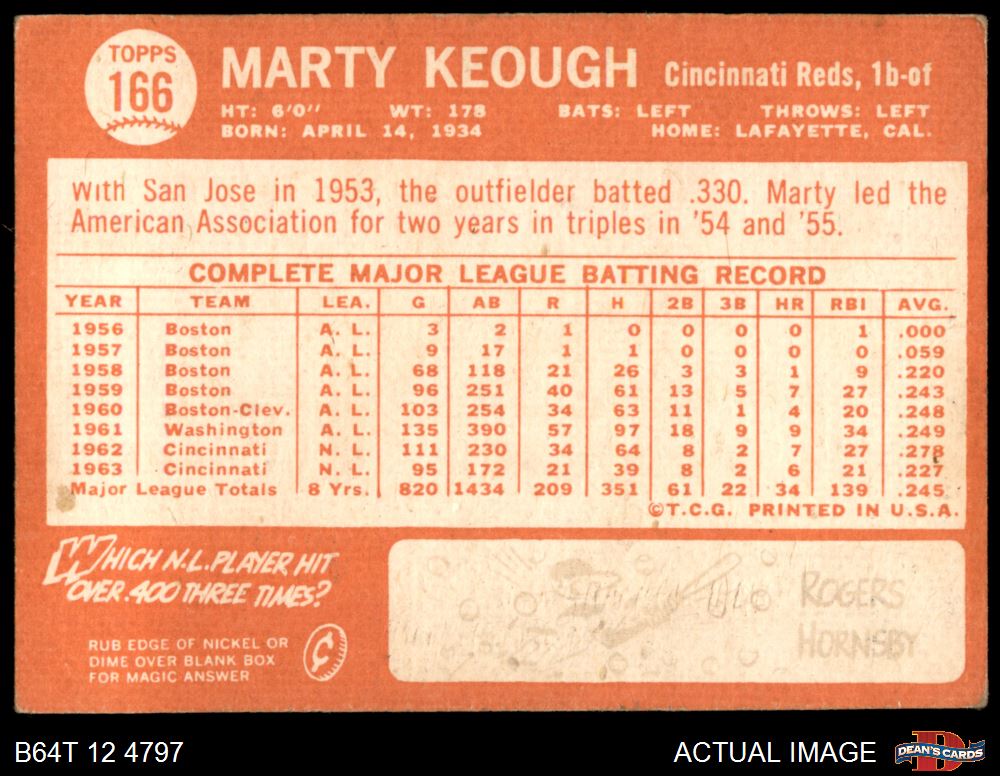 TOPPS
166
MARTY KEOUGH Cincinnati Reds, 1b-of
HT: 6'0" WT: 178 BATS: LEFT THROWS: LEFT
BORN: APRIL 14, 1934 HOME: LAFAYETTE, CAL.
With San Jose in 1953, the outfielder batted .330. Marty led the
American Association for two years in triples in '54 and '55.
COMPLETE MAJOR LEAGUE BATTING RECORD
YEAR TEAM LEA. G AB R H 2B 3B HR RBI AVG.
1956 Boston A. L. 3 2 1 0 0 0 0 1 .000
1957 Boston A. L. 9 17 1 1 0 0 0 0 .059
1958 Boston A. L. 68 118 21 26 3 3 1 9 .220
1959 Boston A. L. 96 251 40 61 13 5 7 27 .243
1960 Boston-Clev. A. L. 103 254 34 63 11 1 4 20 .248
1961 Washington A. L. 135 390 57 97 18 9 9 34 .249
1962 Cincinnati N. L. 111 230 34 64 8 2 7 27 .278
1963 Cincinnati N. L. 95 172 21 39 8 2 6 21 .227
Major League Totals 8 Yrs. 820 1434 209 351 61 22 34 139 .245
©T.C.G. PRINTED IN U.S.A.
WHICH N.L. PLAYER HIT
OVER .400 THREE TIMES?
RUB EDGE OF NICKEL OR
DIME OVER BLANK BOX
FOR MAGIC ANSWER
¢
ROGERS
HORNSBY
B64T 12 4797 ACTUAL IMAGE DEAN'S CARDS